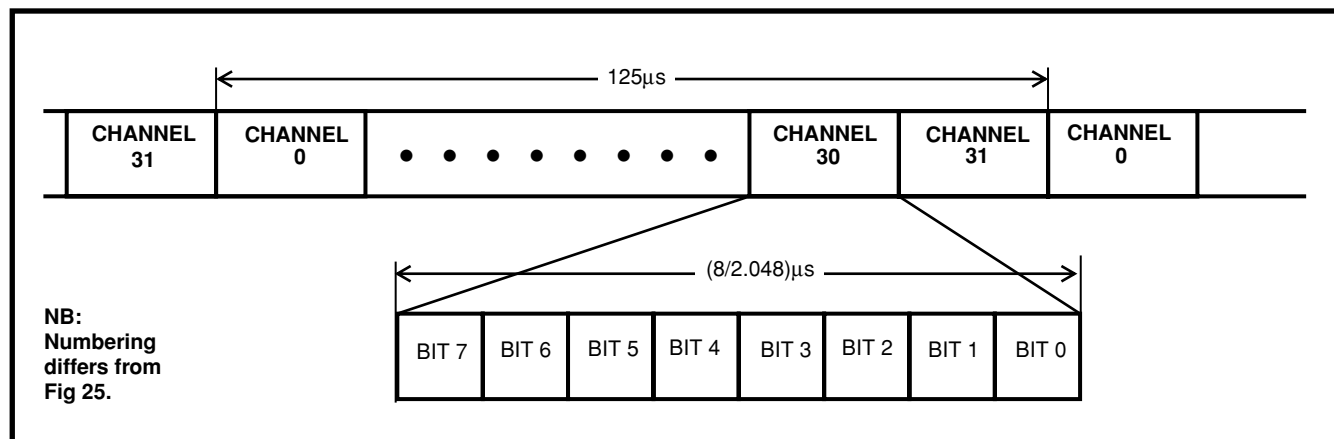 125µs
CHANNEL 31
CHANNEL 0
CHANNEL 30
CHANNEL 31
CHANNEL 0
(8/2.048)µs
NB:
Numbering
differs from
Fig 25.
BIT 7 BIT 6 BIT 5 BIT 4 BIT 3 BIT 2 BIT 1 BIT 0